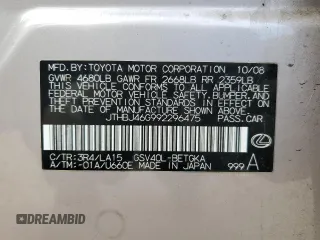 MFD. BY: TOYOTA MOTOR CORPORATION 10/08
GVWR 4680LB GAWR FR 2668LB RR 2359LB
THIS VEHICLE CONFORMS TO ALL APPLICABLE
FEDERAL MOTOR VEHICLE SAFETY, BUMPER, AND
THEFT PREVENTION STANDARDS IN EFFECT ON
THE DATE OF MANUFACTURE SHOWN ABOVE.
JTHBJ46G992296475 PASS.CAR
C/TR: 3R4/LA15 GSV40L-BETGKA
A/TM: -01A/U660E MADE IN JAPAN 999 A
DREAMBID